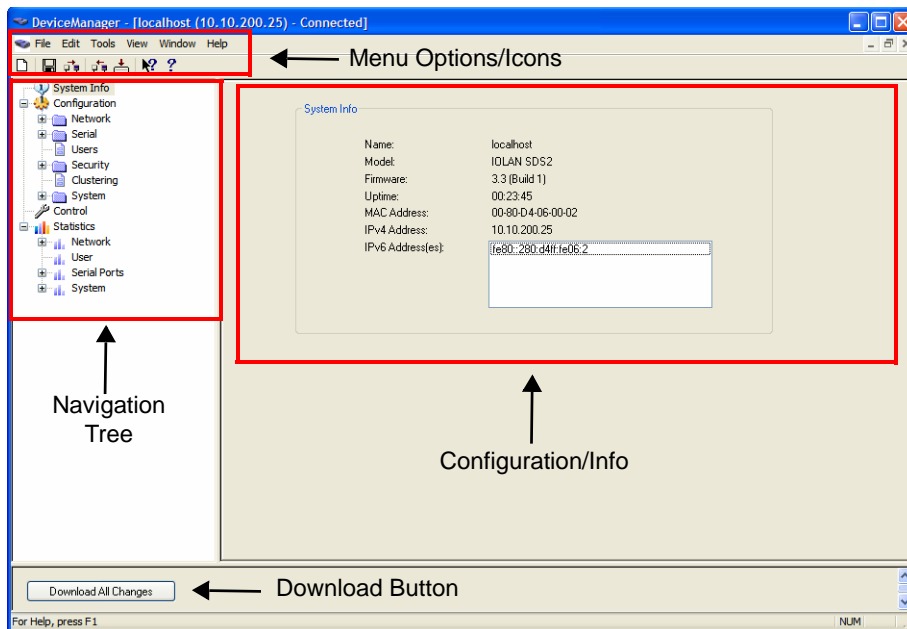 DeviceManager - [localhost (10.10.200.25) - Connected]
File Edit Tools View Window Help
Menu Options/Icons
System Info
Configuration
Network
Serial
Users
Security
Clustering
System
Control
Statistics
Network
User
Serial Ports
System
System Info
Name: localhost
Model: IOLAN SDS2
Firmware: 3.3 (Build 1)
Uptime: 00:23:45
MAC Address: 00-80-D4-06-00-02
IPv4 Address: 10.10.200.25
IPv6 Address(es): fe80::280:d4ff:fe06:2
Navigation
Tree
Configuration/Info
Download All Changes
Download Button
For Help, press F1
NUM